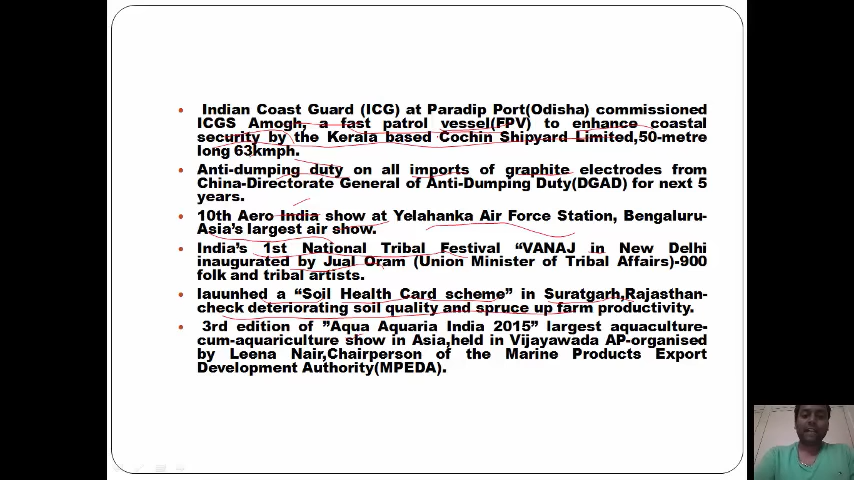 Indian Coast Guard (ICG) at Paradip Port(Odisha) commissioned
ICGS Amogh, a fast patrol vessel(FPV) to enhance coastal
security by the Kerala based Cochin Shipyard Limited,50-metre
long 63kmph.
Anti-dumping duty on all imports of graphite electrodes from
China-Directorate General of Anti-Dumping Duty(DGAD) for next 5
years.
10th Aero India show at Yelahanka Air Force Station, Bengaluru-
Asia's largest air show.
India's 1st National Tribal Festival “VANAJ in New Delhi
inaugurated by Jual Oram (Union Minister of Tribal Affairs)-900
folk and tribal artists.
lauunhed a “Soil Health Card scheme” in Suratgarh,Rajasthan-
check deteriorating soil quality and spruce up farm productivity.
3rd edition of ”Aqua Aquaria India 2015” largest aquaculture-
cum-aquariculture show in Asia,held in Vijayawada AP-organised
by Leena Nair,Chairperson of the Marine Products Export
Development Authority(MPEDA).